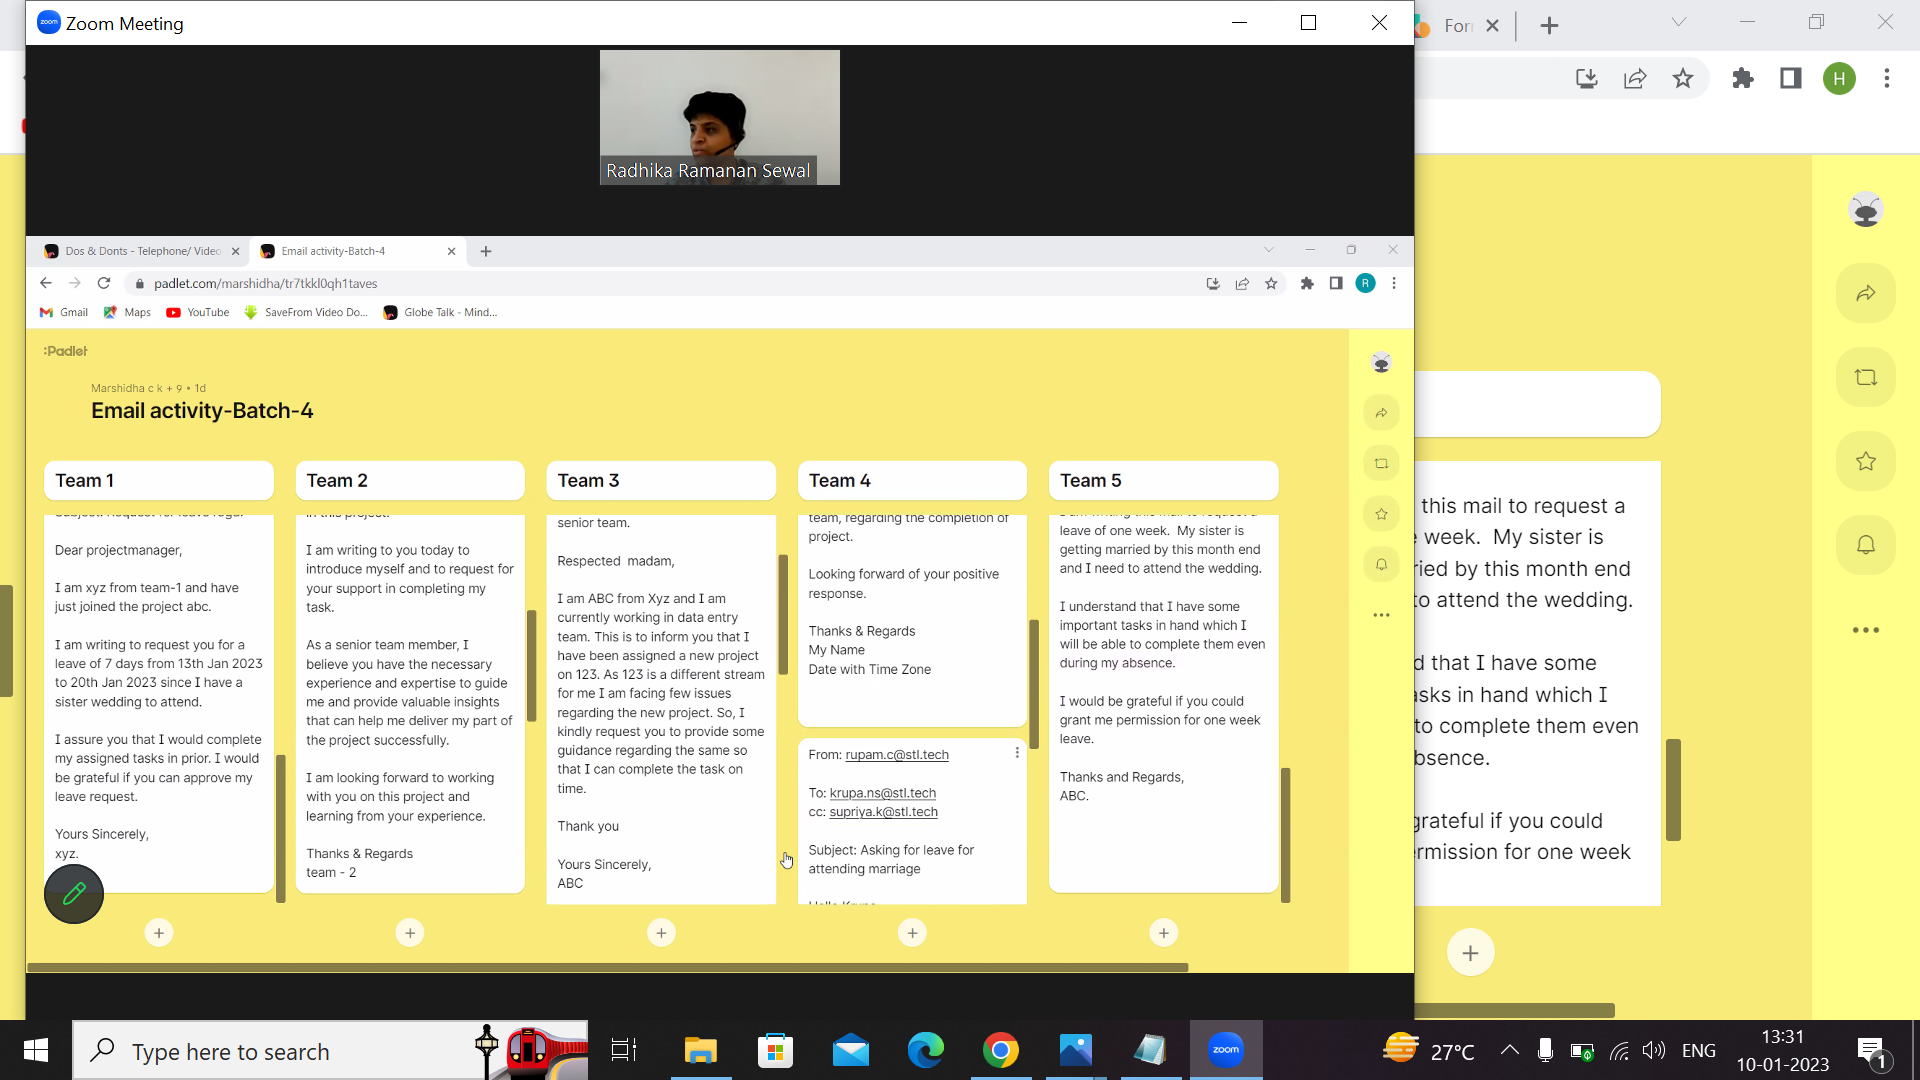 Zoom Meeting
For
H
Radhika Ramanan Sewal
Dos & Donts - Telephone/ Video
Email activity-Batch-4
padlet.com/marshidha/tr7tkkl0qh1taves
R
Gmail
Maps
YouTube
SaveFrom Video Do...
Globe Talk - Mind...
:Padlet
Marshidha c k + 9 • 1d
Email activity-Batch-4
Team 1
Dear projectmanager,
I am xyz from team-1 and have
just joined the project abc.
I am writing to request you for a
leave of 7 days from 13th Jan 2023
to 20th Jan 2023 since I have a
sister wedding to attend.
I assure you that I would complete
my assigned tasks in prior. I would
be grateful if you can approve my
leave request.
Yours Sincerely,
xyz.
Team 2
in this project.
I am writing to you today to
introduce myself and to request for
your support in completing my
task.
As a senior team member, I
believe you have the necessary
experience and expertise to guide
me and provide valuable insights
that can help me deliver my part of
the project successfully.
I am looking forward to working
with you on this project and
learning from your experience.
Thanks & Regards
team - 2
Team 3
senior team.
Respected madam,
I am ABC from Xyz and I am
currently working in data entry
team. This is to inform you that I
have been assigned a new project
on 123. As 123 is a different stream
for me I am facing few issues
regarding the new project. So, I
kindly request you to provide some
guidance regarding the same so
that I can complete the task on
time.
Thank you
Yours Sincerely,
ABC
Team 4
team, regarding the completion of
project.
Looking forward of your positive
response.
Thanks & Regards
My Name
Date with Time Zone
From: rupam.c@stl.tech
To: krupa.ns@stl.tech
cc: supriya.k@stl.tech
Subject: Asking for leave for
attending marriage
Team 5
leave of one week. My sister is
getting married by this month end
and I need to attend the wedding.
I understand that I have some
important tasks in hand which I
will be able to complete them even
during my absence.
I would be grateful if you could
grant me permission for one week
leave.
Thanks and Regards,
ABC.
this mail to request a
week. My sister is
ried by this month end
to attend the wedding.
d that I have some
asks in hand which I
to complete them even
bsence.
grateful if you could
rmission for one week
Type here to search
zoom
27°C
ENG
13:31
10-01-2023
1